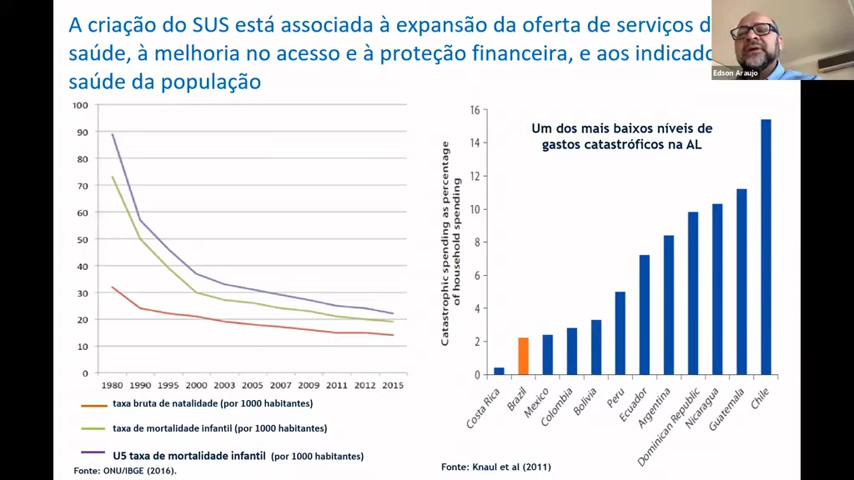 A criação do SUS está associada à expansão da oferta de serviços d
saúde, à melhoria no acesso e à proteção financeira, e aos indicado
saúde da população
Edson Araujo
100
90
80
70
60
50
40
30
20
10
0
1980 1990 1995 2000 2003 2005 2007 2009 2011 2012 2015
taxa bruta de natalidade (por 1000 habitantes)
taxa de mortalidade infantil (por 1000 habitantes)
U5 taxa de mortalidade infantil (por 1000 habitantes)
Fonte: ONU/IBGE (2016).
Um dos mais baixos níveis de
gastos catastróficos na AL
Catastrophic spending as percentage
of household spending
16
14
12
10
8
6
4
2
0
Costa Rica
Brazil
Mexico
Colombia
Bolivia
Peru
Ecuador
Argentina
Dominican Republic
Nicaragua
Guatemala
Chile
Fonte: Knaul et al (2011)